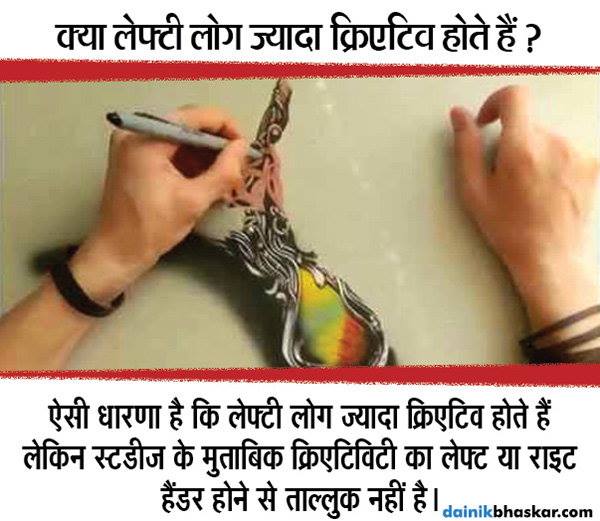 क्या लेफ्टी लोग ज्यादा क्रिएटिव होते हैं ?
ऐसी धारणा है कि लेफ्टी लोग ज्यादा क्रिएटिव होते हैं
लेकिन स्टडीज के मुताबिक क्रिएटिविटी का लेफ्ट या राइट
हैंडर होने से ताल्लुक नहीं है।
dainikbhaskar.com